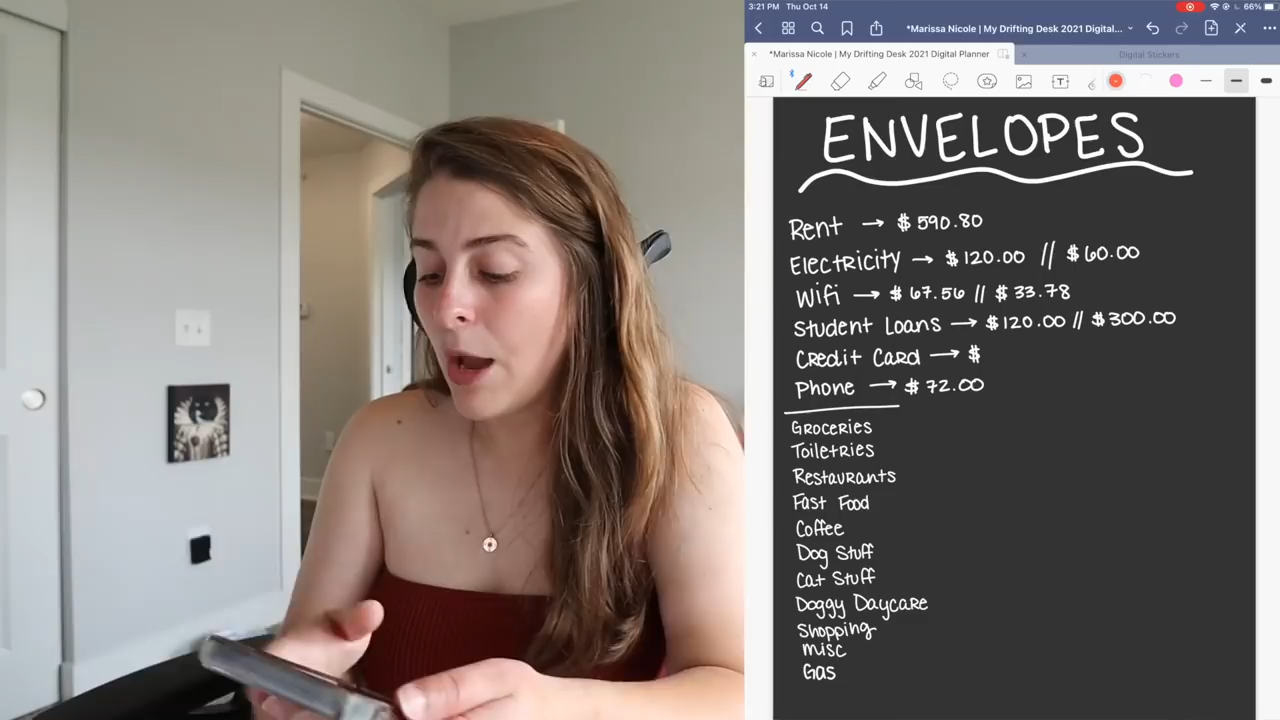 3:21 PM Thu Oct 14
66%
*Marissa Nicole | My Drifting Desk 2021 Digital...
*Marissa Nicole | My Drifting Desk 2021 Digital Planner
Digital Stickers
ENVELOPES
Rent → $590.80
Electricity → $120.00 // $60.00
Wifi → $67.56 // $33.78
Student Loans → $120.00 // $300.00
Credit Card → $
Phone → $72.00
Groceries
Toiletries
Restaurants
Fast Food
Coffee
Dog Stuff
Cat Stuff
Doggy Daycare
Shopping
Misc
Gas